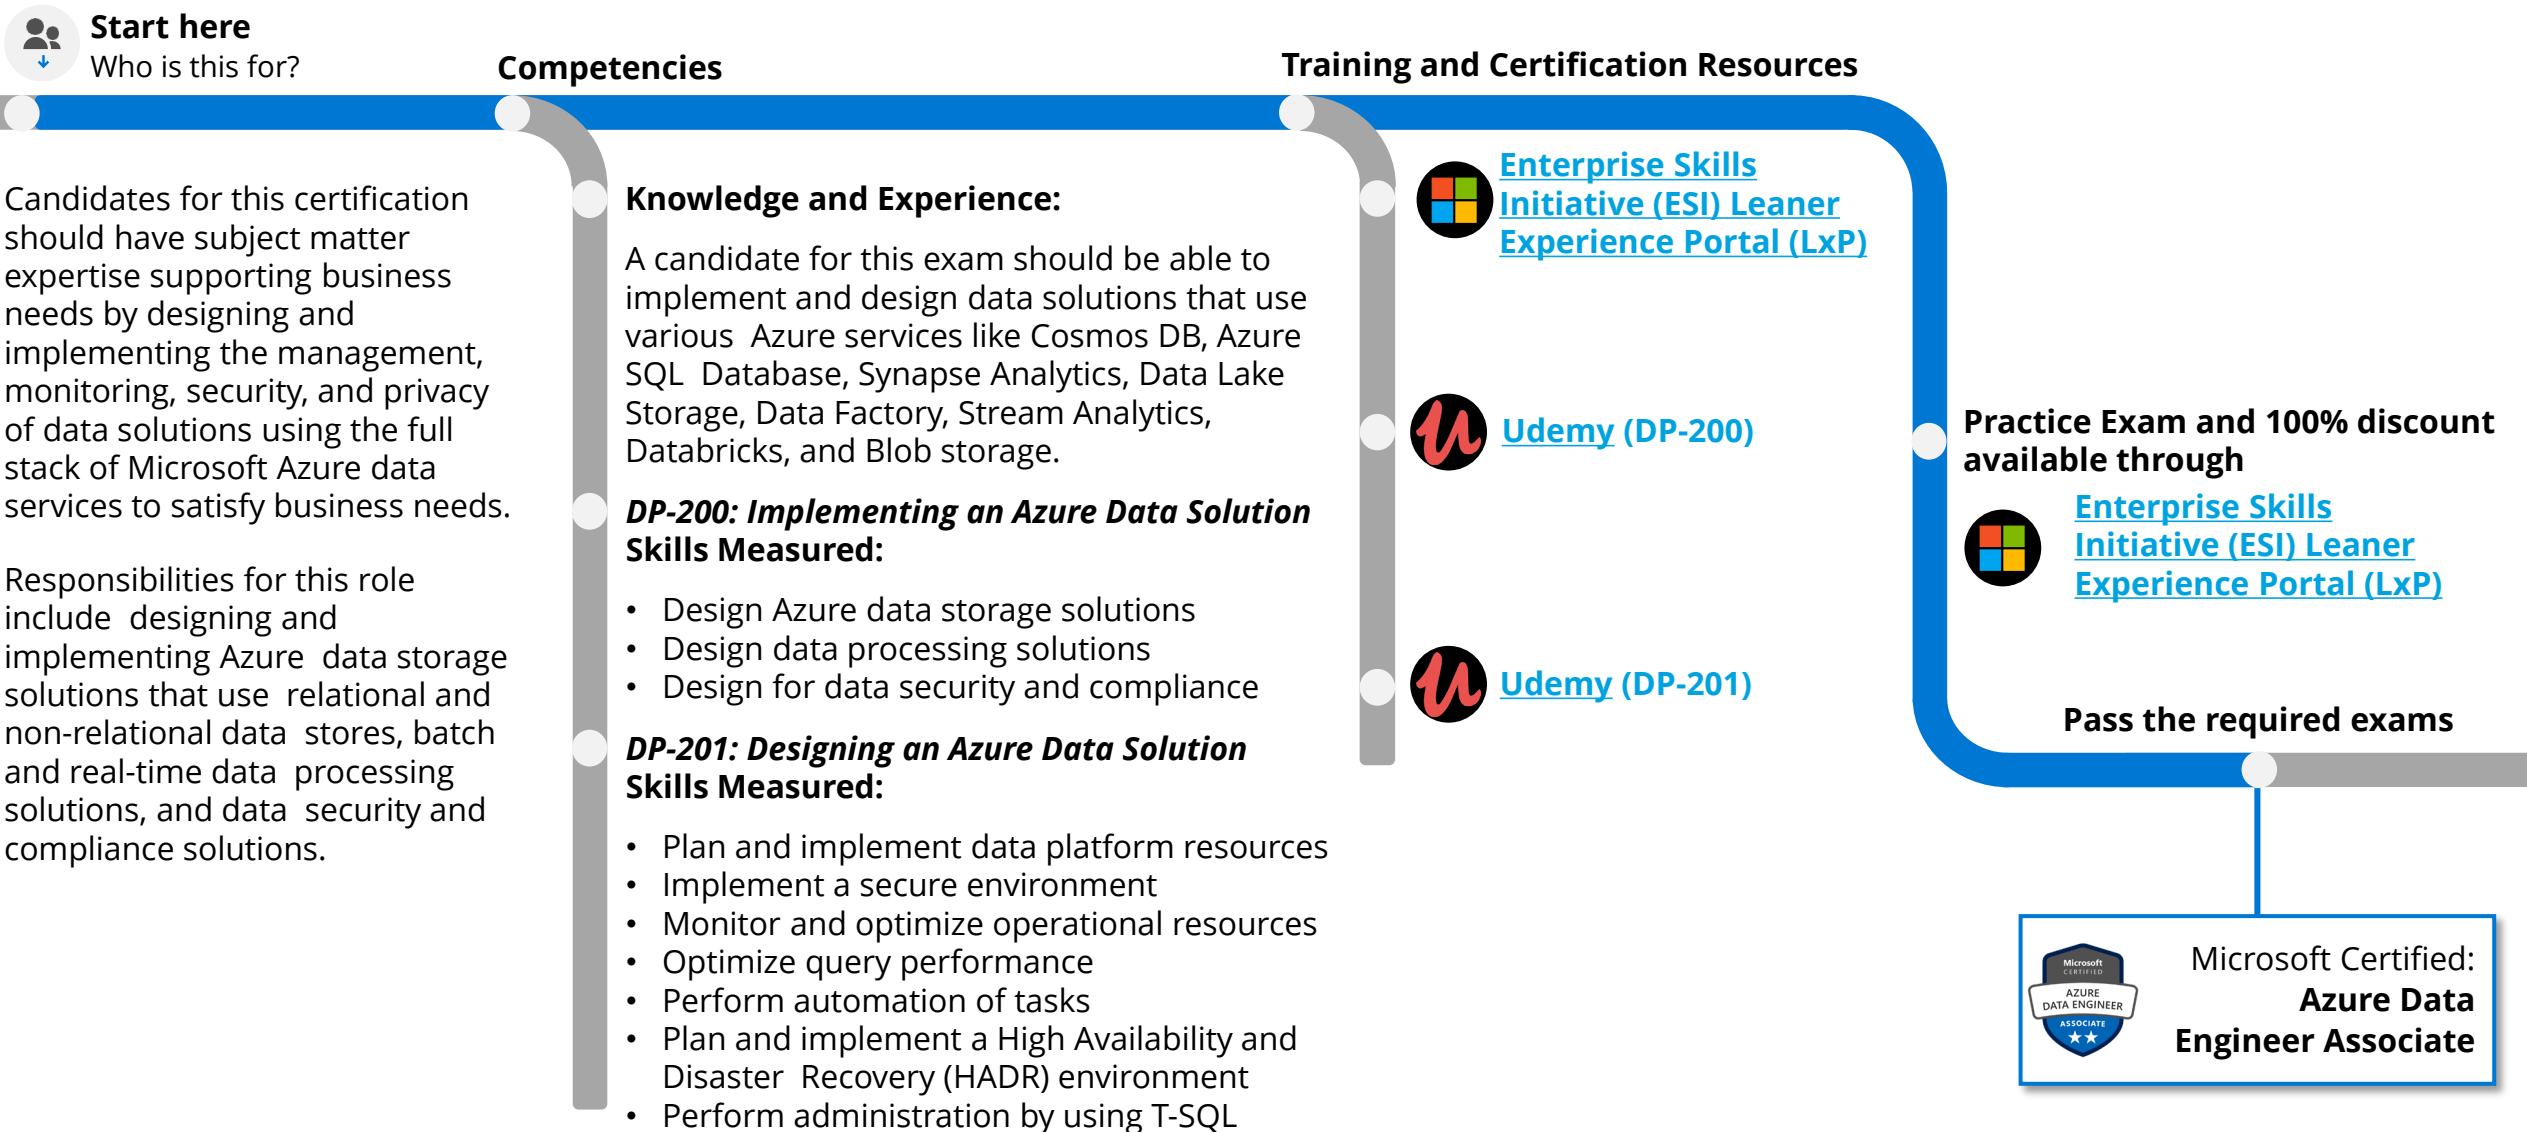 Start here
Who is this for?
Candidates for this certification
should have subject matter
expertise supporting business
needs by designing and
implementing the management,
monitoring, security, and privacy
of data solutions using the full
stack of Microsoft Azure data
services to satisfy business needs.
Responsibilities for this role
include  designing and
implementing Azure  data storage
solutions that use  relational and
non-relational data  stores, batch
and real-time data  processing
solutions, and data  security and
compliance solutions.
Competencies
Knowledge and Experience:
A candidate for this exam should be able to
implement and design data solutions that use
various  Azure services like Cosmos DB, Azure
SQL  Database, Synapse Analytics, Data Lake
Storage, Data Factory, Stream Analytics,
Databricks, and Blob storage.
DP-200: Implementing an Azure Data Solution
Skills Measured:
• Design Azure data storage solutions
• Design data processing solutions
• Design for data security and compliance
DP-201: Designing an Azure Data Solution
Skills Measured:
• Plan and implement data platform resources
• Implement a secure environment
• Monitor and optimize operational resources
• Optimize query performance
• Perform automation of tasks
• Plan and implement a High Availability and
Disaster  Recovery (HADR) environment
• Perform administration by using T-SQL
Training and Certification Resources
Enterprise Skills
Initiative (ESI) Leaner
Experience Portal (LxP)
Udemy (DP-200)
Udemy (DP-201)
Practice Exam and 100% discount
available through
Enterprise Skills
Initiative (ESI) Leaner
Experience Portal (LxP)
Pass the required exams
Microsoft
CERTIFIED
AZURE
DATA ENGINEER
ASSOCIATE
Microsoft Certified:
Azure Data
Engineer Associate